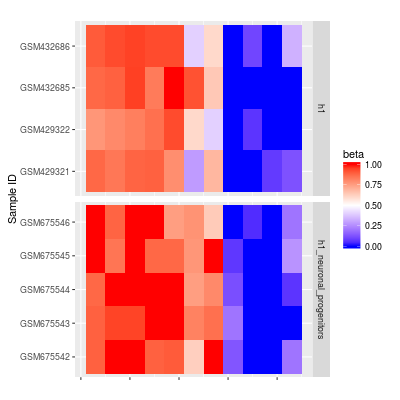 GSM432686
GSM432685
GSM429322
GSM429321
h1
GSM675546
GSM675545
GSM675544
GSM675543
GSM675542
h1_neuronal_progenitors
Sample ID
beta
1.00
0.75
0.50
0.25
0.00